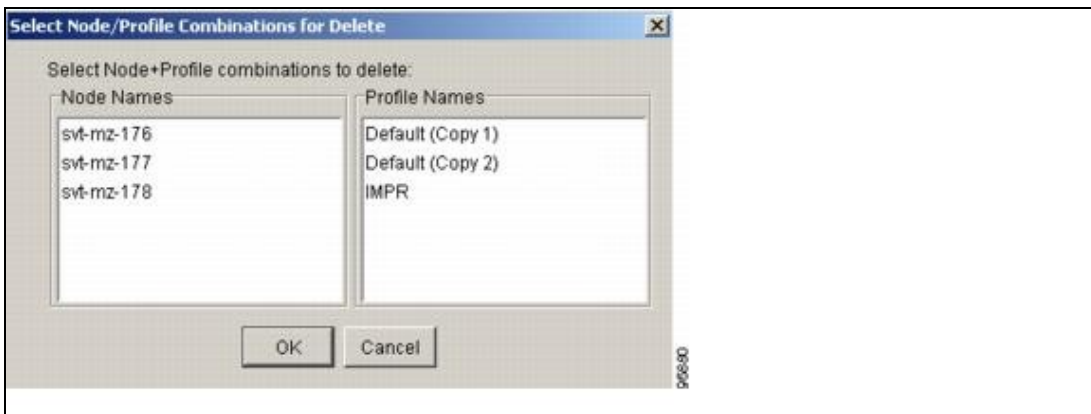 Select Node/Profile Combinations for Delete
Select Node+Profile combinations to delete:
Node Names
svt-mz-176
svt-mz-177
svt-mz-178
Profile Names
Default (Copy 1)
Default (Copy 2)
IMPR
OK
Cancel
96880